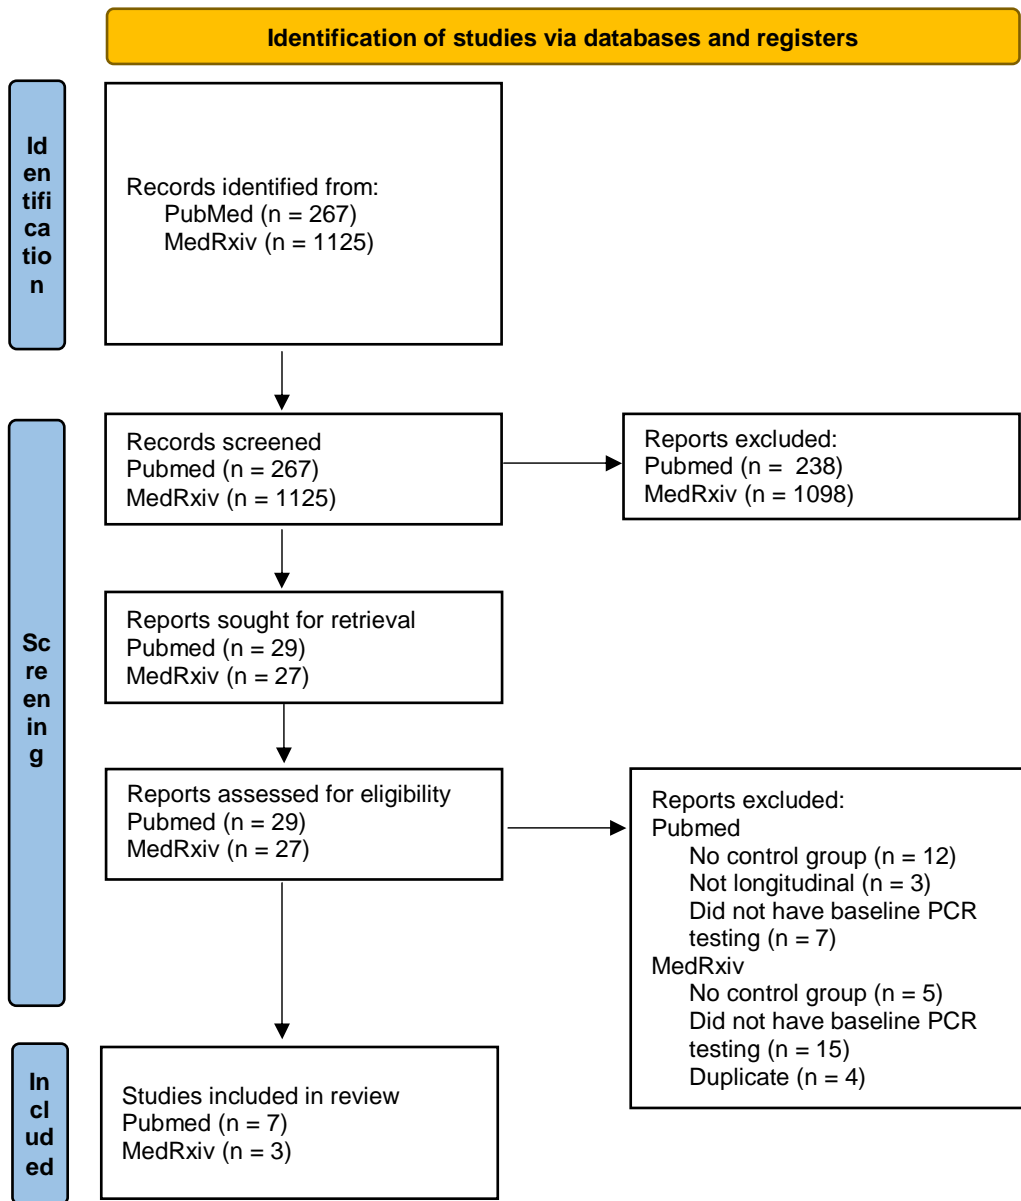 Identification of studies via databases and registers
Id
en
tifi
ca
tio
n
Records identified from:
PubMed (n = 267)
MedRxiv (n = 1125)
Sc
re
en
in
g
Records screened
Pubmed (n = 267)
MedRxiv (n = 1125)
Reports excluded:
Pubmed (n =  238)
MedRxiv (n = 1098)
Reports sought for retrieval
Pubmed (n = 29)
MedRxiv (n = 27)
Reports assessed for eligibility
Pubmed (n = 29)
MedRxiv (n = 27)
Reports excluded:
Pubmed
No control group (n = 12)
Not longitudinal (n = 3)
Did not have baseline PCR
testing (n = 7)
MedRxiv
No control group (n = 5)
Did not have baseline PCR
testing (n = 15)
Duplicate (n = 4)
In
cl
ud
ed
Studies included in review
Pubmed (n = 7)
MedRxiv (n = 3)